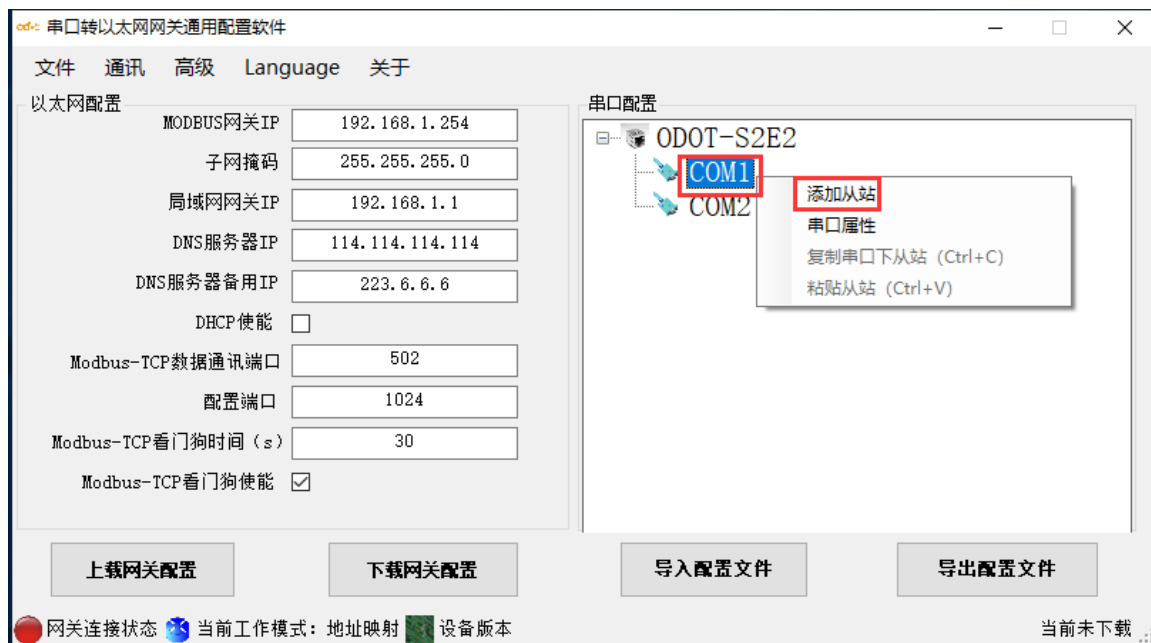 串口转以太网网关通用配置软件
文件 通讯 高级 Language 关于
以太网配置
MODBUS网关IP 192.168.1.254
子网掩码 255.255.255.0
局域网网关IP 192.168.1.1
DNS服务器IP 114.114.114.114
DNS服务器备用IP 223.6.6.6
DHCP使能
Modbus-TCP数据通讯端口 502
配置端口 1024
Modbus-TCP看门狗时间(s) 30
Modbus-TCP看门狗使能
串口配置
ODOT-S2E2
COM1
COM2
添加从站
串口属性
复制串口下从站 (Ctrl+C)
粘贴从站 (Ctrl+V)
上载网关配置 下载网关配置 导入配置文件 导出配置文件
网关连接状态 当前工作模式：地址映射 设备版本 当前未下载